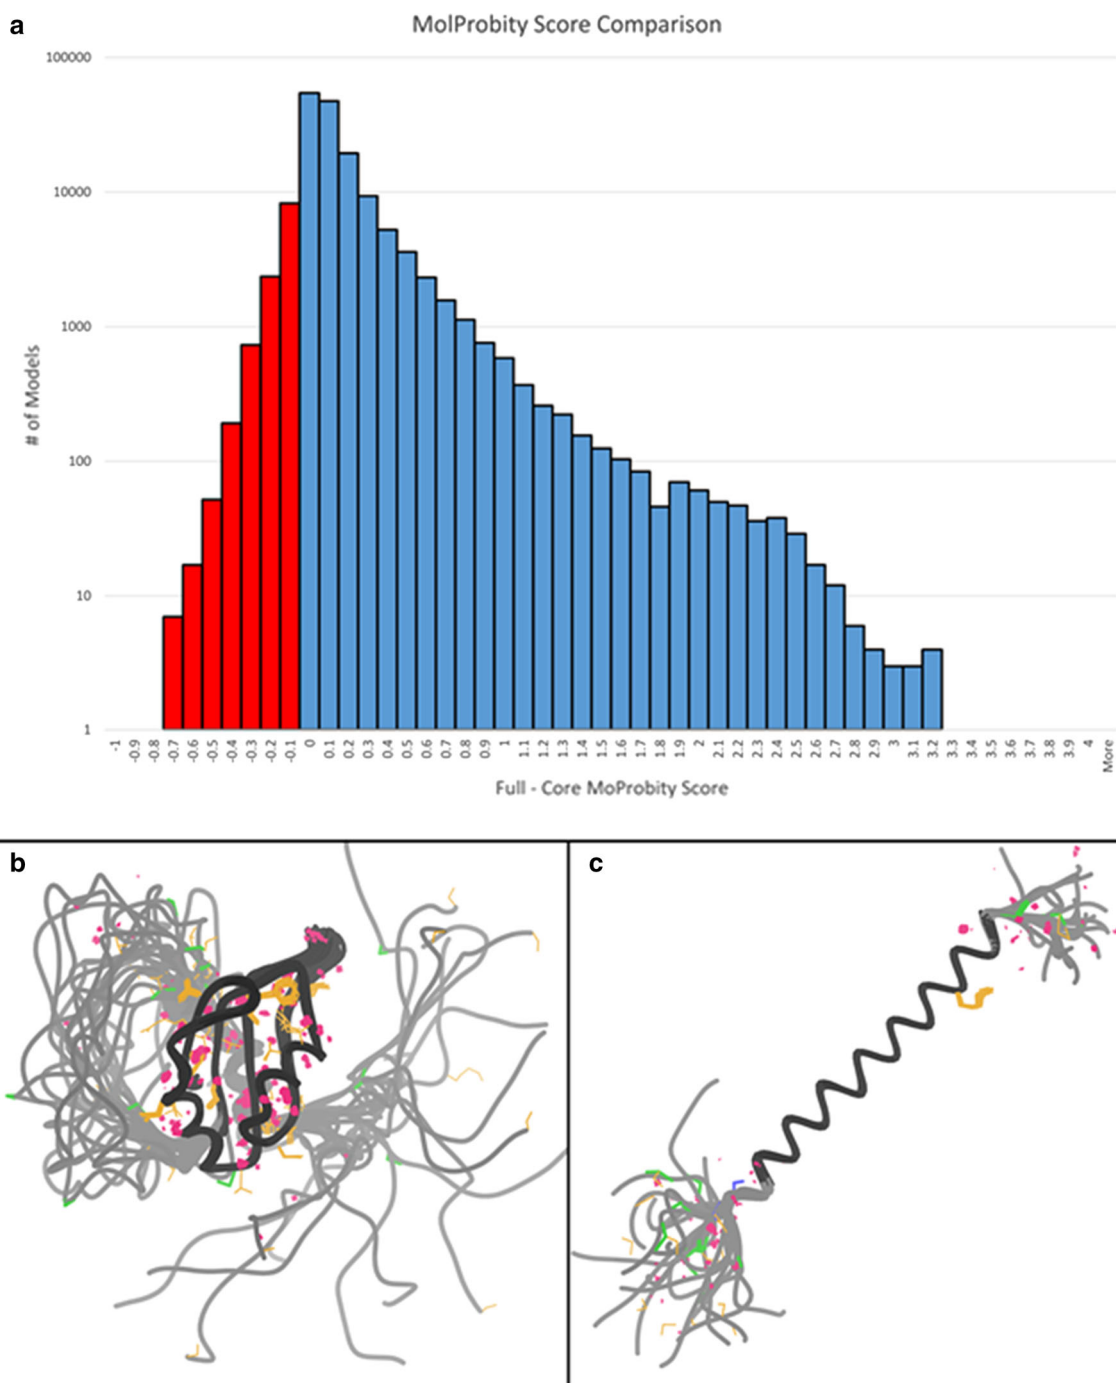 a
MolProbity Score Comparison
100000
10000
1000
100
10
1
# of Models
-1 -0.9 -0.8 -0.7 -0.6 -0.5 -0.4 -0.3 -0.2 -0.1 0 0.1 0.2 0.3 0.4 0.5 0.6 0.7 0.8 0.9 1 1.1 1.2 1.3 1.4 1.5 1.6 1.7 1.8 1.9 2 2.1 2.2 2.3 2.4 2.5 2.6 2.7 2.8 2.9 3 3.1 3.2 3.3 3.4 3.5 3.6 3.7 3.8 3.9 4 More
Full - Core MoProbity Score
b
c